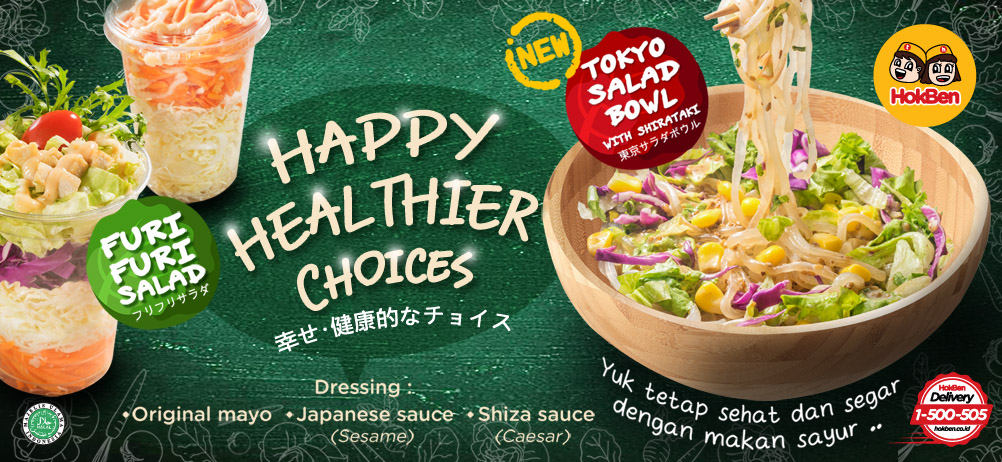 NEW
TOKYO
SALAD
BOWL
WITH SHIRATAKI
東京サラダボウル
HokBen
HAPPY
HEALTHIER
CHOICES
幸せ・健康的なチョイス
FURI
FURI
SALAD
フリフリサラダ
Dressing :
•Original mayo •Japanese sauce •Shiza sauce
(Sesame) (Caesar)
Yuk tetap sehat dan segar
dengan makan sayur ..
HALAL
HokBen
Delivery
1-500-505
hokben.co.id